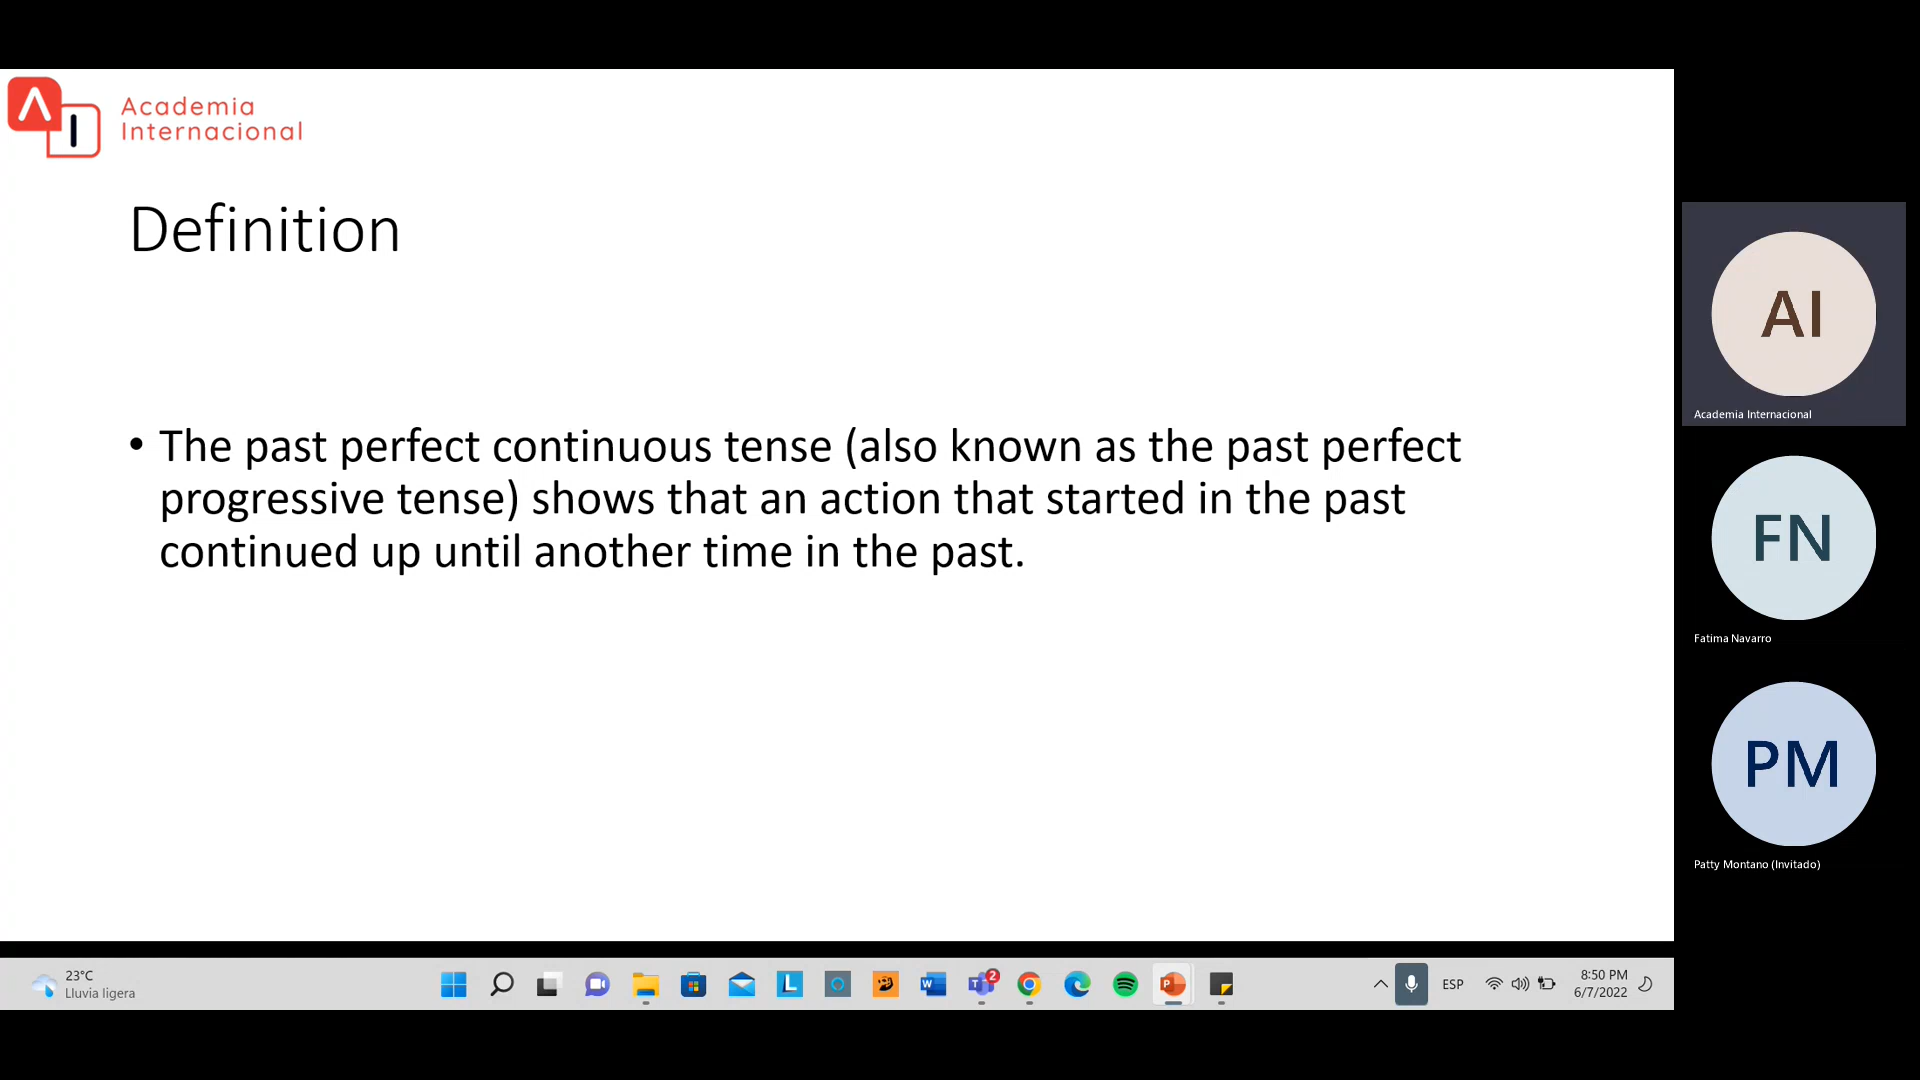 Academia
Internacional
Definition
• The past perfect continuous tense (also known as the past perfect
progressive tense) shows that an action that started in the past
continued up until another time in the past.
AI
Academia Internacional
FN
Fatima Navarro
PM
Patty Montano (Invitado)
23°C
Lluvia ligera
2
ESP
8:50 PM
6/7/2022